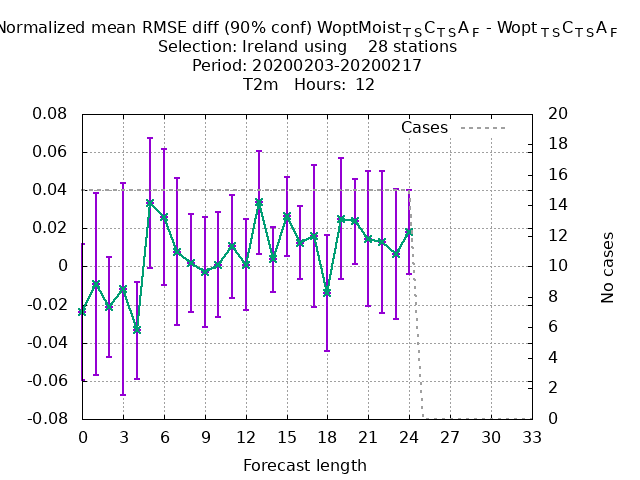 Normalized mean RMSE diff (90% conf) WoptMoist T S C T S A F - Wopt T S C T S A F
Selection: Ireland using 28 stations
Period: 20200203-20200217
T2m Hours: 12
Cases
0.08
0.06
0.04
0.02
0
-0.02
-0.04
-0.06
-0.08
20
18
16
14
12
10
8
6
4
2
0
No cases
0 3 6 9 12 15 18 21 24 27 30 33
Forecast length